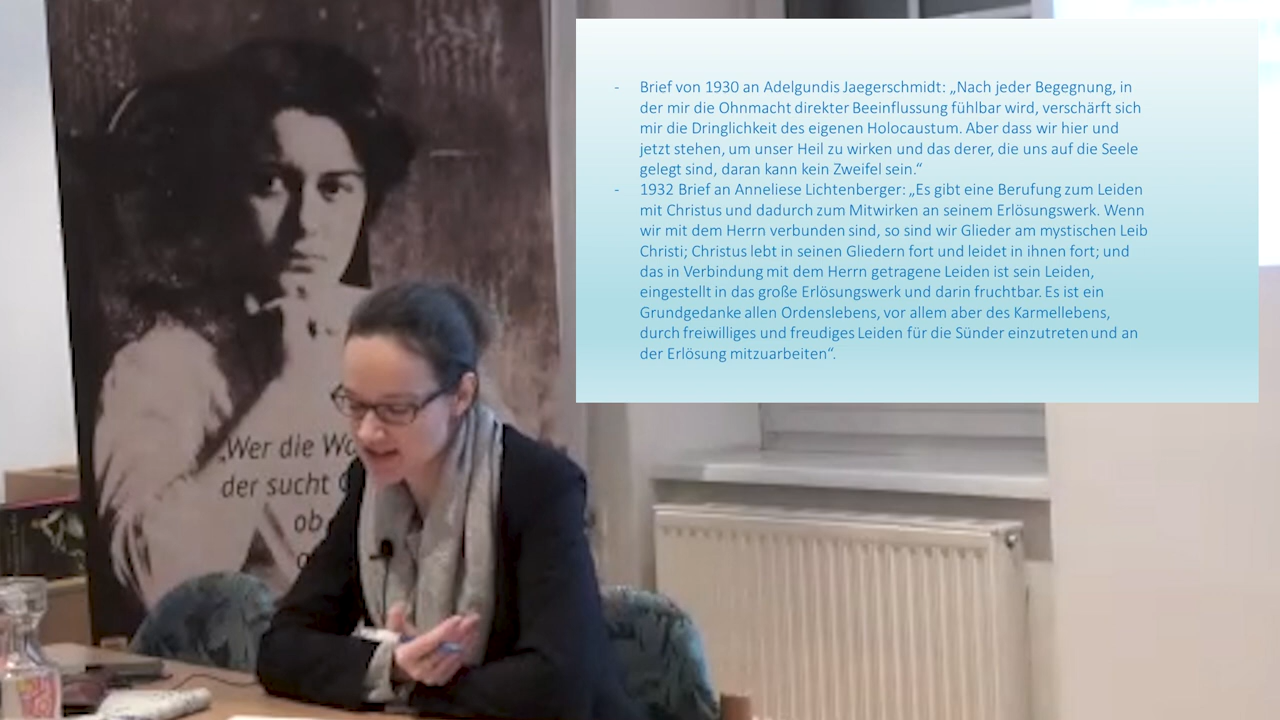 - Brief von 1930 an Adelgundis Jaegerschmidt: „Nach jeder Begegnung, in
der mir die Ohnmacht direkter Beeinflussung fühlbar wird, verschärft sich
mir die Dringlichkeit des eigenen Holocaustum. Aber dass wir hier und
jetzt stehen, um unser Heil zu wirken und das derer, die uns auf die Seele
gelegt sind, daran kann kein Zweifel sein.“
- 1932 Brief an Anneliese Lichtenberger: „Es gibt eine Berufung zum Leiden
mit Christus und dadurch zum Mitwirken an seinem Erlösungswerk. Wenn
wir mit dem Herrn verbunden sind, so sind wir Glieder am mystischen Leib
Christi; Christus lebt in seinen Gliedern fort und leidet in ihnen fort; und
das in Verbindung mit dem Herrn getragene Leiden ist sein Leiden,
eingestellt in das große Erlösungswerk und darin fruchtbar. Es ist ein
Grundgedanke allen Ordenslebens, vor allem aber des Karmellebens,
durch freiwilliges und freudiges Leiden für die Sünder einzutreten und an
der Erlösung mitzuarbeiten“.
„Wer die
der sucht
ob